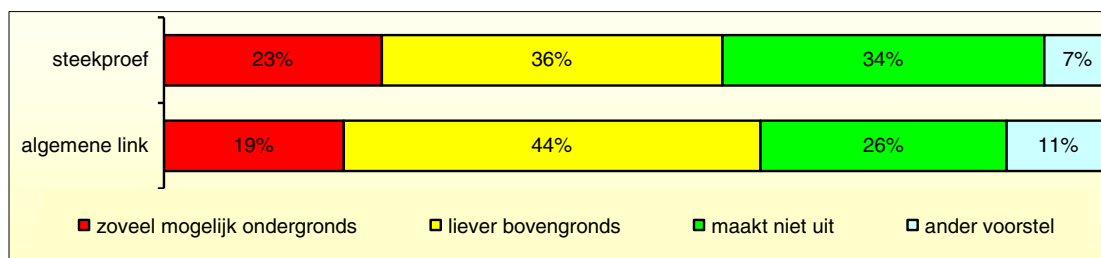 steekproef 23% 36% 34% 7%
algemene link 19% 44% 26% 11%
zoveel mogelijk ondergronds liever bovengronds maakt niet uit ander voorstel